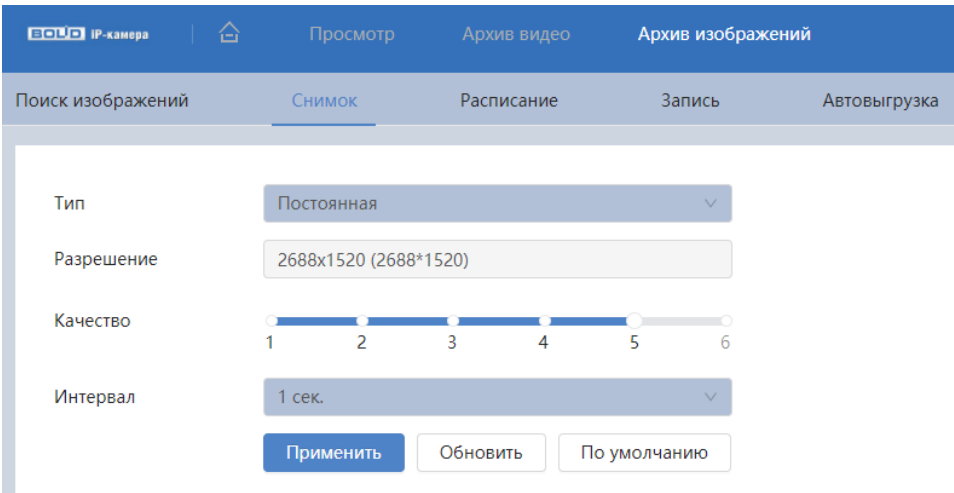 BOLID IP-камера Просмотр Архив видео Архив изображений
Поиск изображений Снимок Расписание Запись Автовыгрузка
Тип Постоянная
Разрешение 2688x1520 (2688*1520)
Качество
1 2 3 4 5 6
Интервал 1 сек.
Применить Обновить По умолчанию